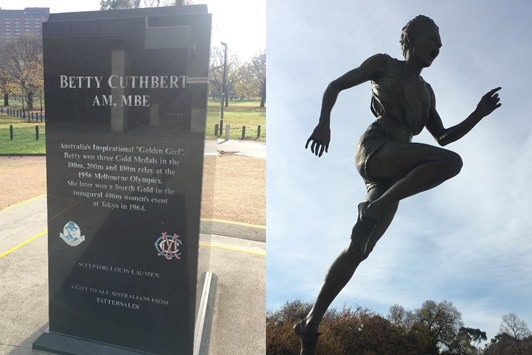 BETTY CUTHBERT
AM, MBE
Australia's Inspirational "Golden Girl".
Betty won three Gold Medals in the
100m, 200m and 100m relay at the
1956 Melbourne Olympics.
She later won a fourth Gold in the
inaugural 400m women's event
at Tokyo in 1964.
SCULPTOR: LOUIS LAUMEN
A GIFT TO ALL AUSTRALIANS FROM
TATTERSALLS